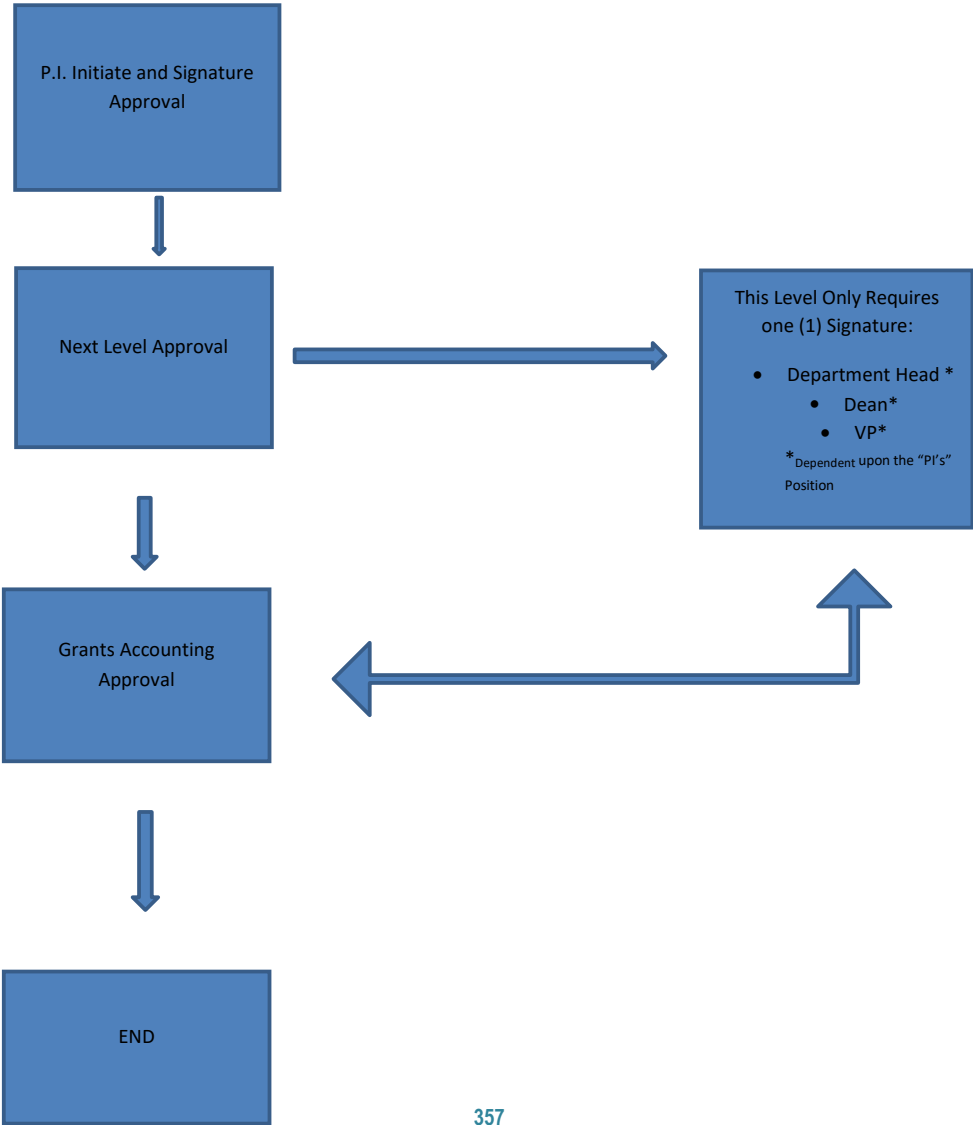 P.I. Initiate and Signature
Approval
Next Level Approval
This Level Only Requires
one (1) Signature:
• Department Head *
• Dean*
• VP*
*Dependent upon the “PI’s”
Position
Grants Accounting
Approval
END
357